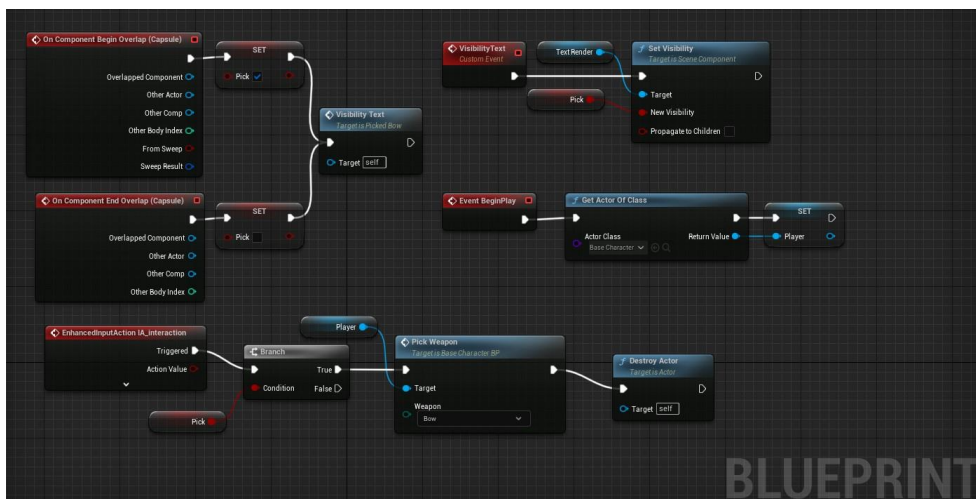 On Component Begin Overlap (Capsule)
Overlapped Component
Other Actor
Other Comp
Other Body Index
From Sweep
Sweep Result
SET
Pick
Visibility Text
Target is Picked Bow
Target self
On Component End Overlap (Capsule)
Overlapped Component
Other Actor
Other Comp
Other Body Index
SET
Pick
VisibilityText
Custom Event
Text Render
Pick
Set Visibility
Target is Scene Component
Target
New Visibility
Propagate to Children
Event BeginPlay
Get Actor Of Class
Actor Class
Base Character
Return Value
SET
Player
EnhancedInputAction IA_interaction
Triggered
Action Value
Pick
Branch
True
Condition
False
Player
Pick Weapon
Target is Base Character BP
Target
Weapon
Bow
Destroy Actor
Target is Actor
Target self
BLUEPRINT